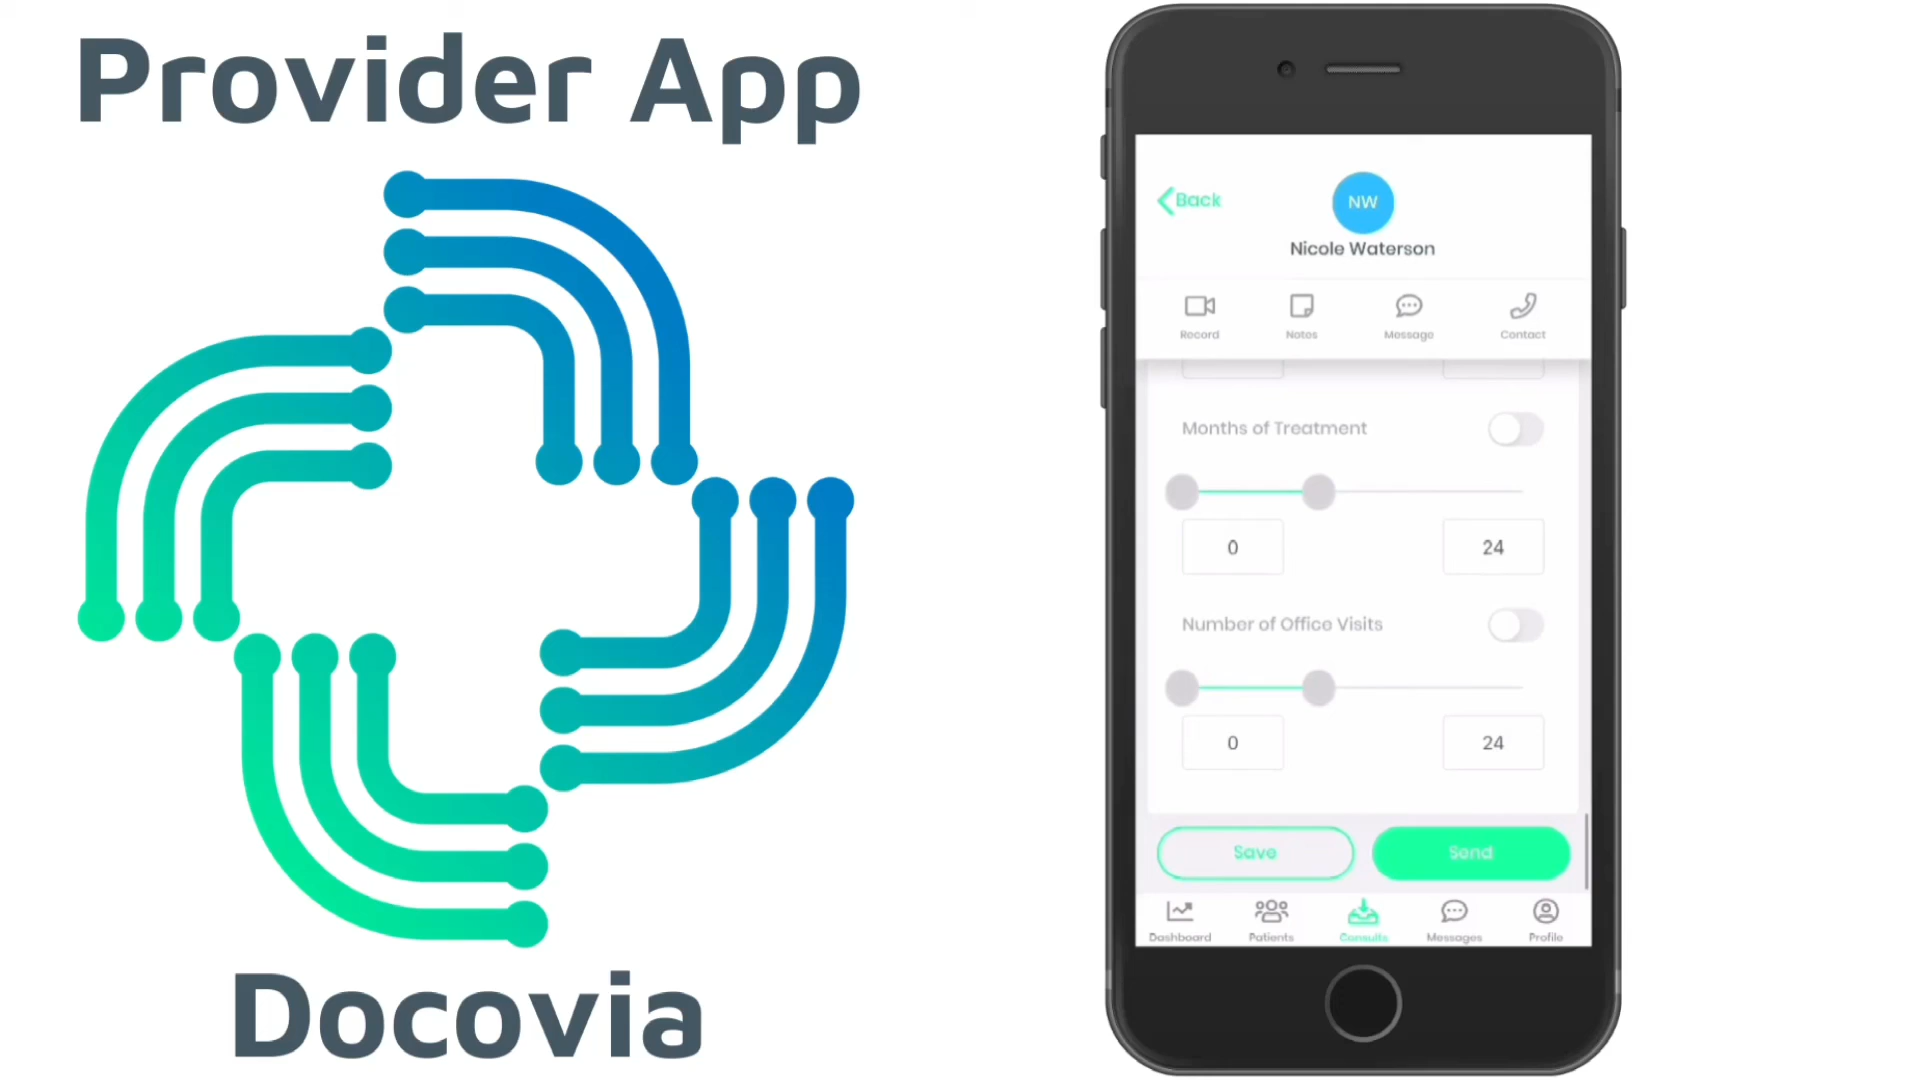 Provider App
Docovia
Back
NW
Nicole Waterson
Record Notes Message Contact
Months of Treatment
0 24
Number of Office Visits
0 24
Save Send
Dashboard Patients Consults Messages Profile